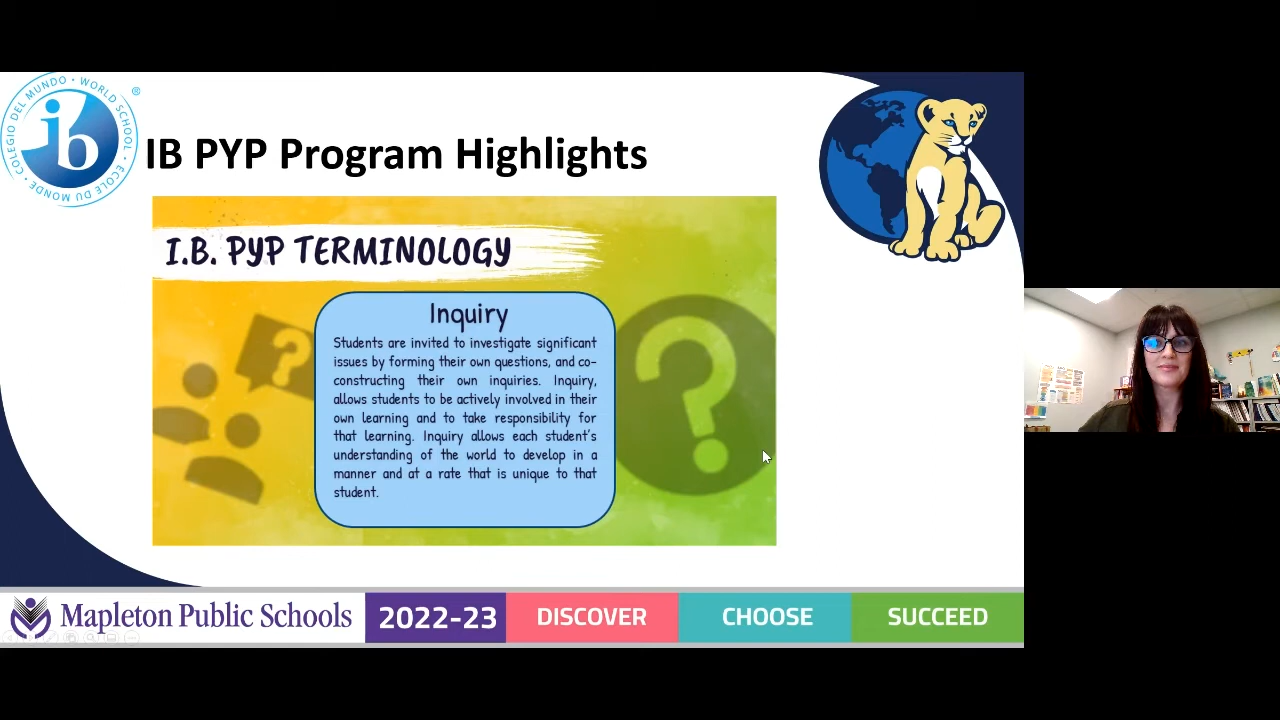 COLEGIO DEL MUNDO · WORLD SCHOOL · ECOLE DU MONDE ·
ib
®
IB PYP Program Highlights
I.B. PYP TERMINOLOGY
Inquiry
Students are invited to investigate significant
issues by forming their own questions, and co-
constructing their own inquiries. Inquiry,
allows students to be actively involved in their
own learning and to take responsibility for
that learning. Inquiry allows each student's
understanding of the world to develop in a
manner and at a rate that is unique to that
student.
?
?
Mapleton Public Schools
2022-23
DISCOVER
CHOOSE
SUCCEED